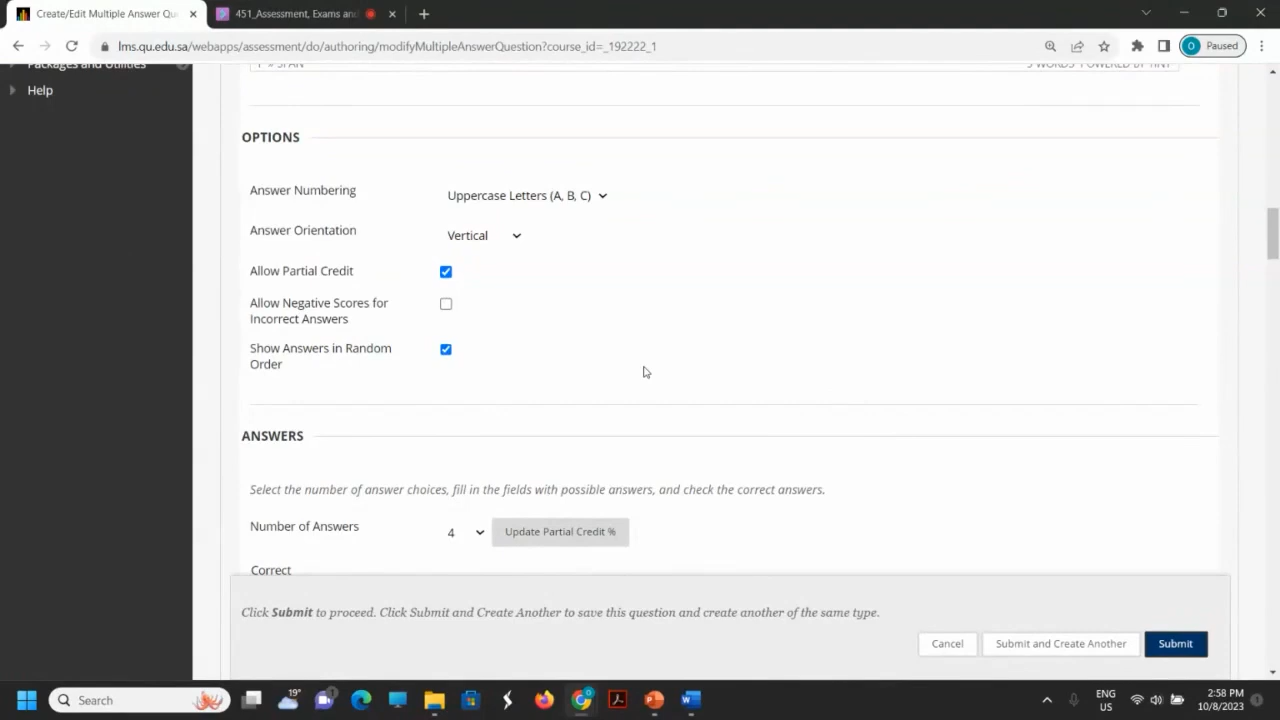 Create/Edit Multiple Answer Qu
451_Assessment, Exams and
lms.qu.edu.sa/webapps/assessment/do/authoring/modifyMultipleAnswerQuestion?course_id=_192222_1
O Paused
Packages and Utilities
Help
OPTIONS
Answer Numbering
Uppercase Letters (A, B, C)
Answer Orientation
Vertical
Allow Partial Credit
Allow Negative Scores for
Incorrect Answers
Show Answers in Random
Order
ANSWERS
Select the number of answer choices, fill in the fields with possible answers, and check the correct answers.
Number of Answers
4
Update Partial Credit %
Correct
Click Submit to proceed. Click Submit and Create Another to save this question and create another of the same type.
Cancel
Submit and Create Another
Submit
Search
19°
ENG
US
2:58 PM
10/8/2023